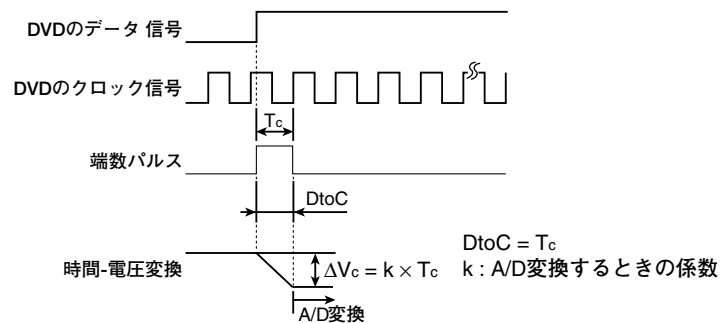 DVDのデータ 信号
DVDのクロック信号
Tc
端数パルス
DtoC
時間-電圧変換
ΔVc = k × Tc
DtoC = Tc
k : A/D変換するときの係数
A/D変換